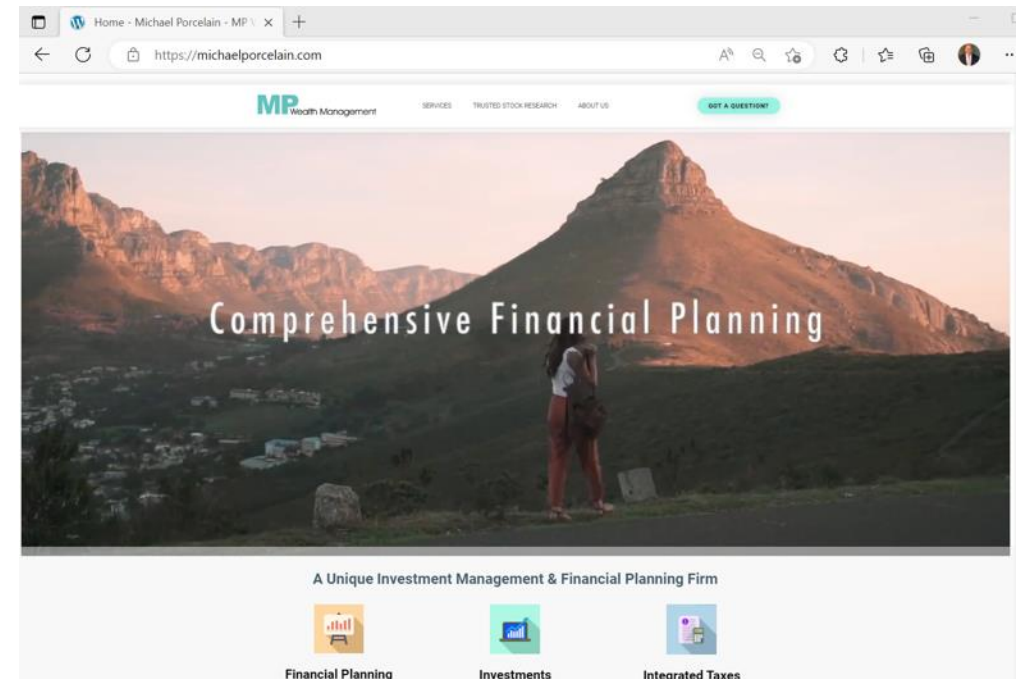 Home - Michael Porcelain - MP
https://michaelporcelain.com
MP Wealth Management
SERVICES
TRUSTED STOCK RESEARCH
ABOUT US
GOT A QUESTION?
Comprehensive Financial Planning
A Unique Investment Management & Financial Planning Firm
Financial Planning
Investments
Integrated Taxes